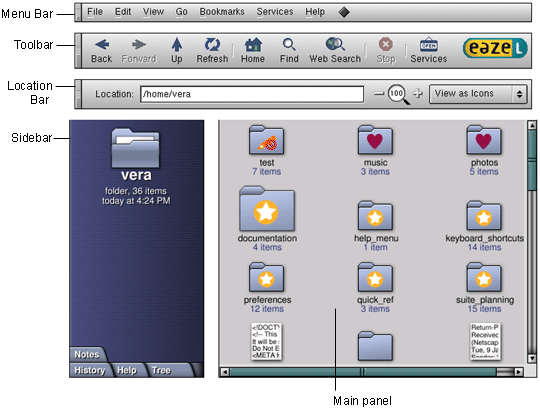 Menu Bar
File Edit View Go Bookmarks Services Help
Toolbar
Back Forward Up Refresh Home Find Web Search Stop Services
OPEN
eazel
Location Bar
Location: /home/vera
100
View as Icons
Sidebar
vera
folder, 36 items
today at 4:24 PM
test
7 items
music
3 items
photos
5 items
documentation
4 items
help_menu
1 item
keyboard_shortcuts
14 items
preferences
12 items
quick_ref
3 items
suite_planning
15 items
<!DOCTY
<!-- This
It will be
Do Not E
<META H
Return-P
Received
(Netscap
Tue, 9 Ja
Notes
History Help Tree
Main panel